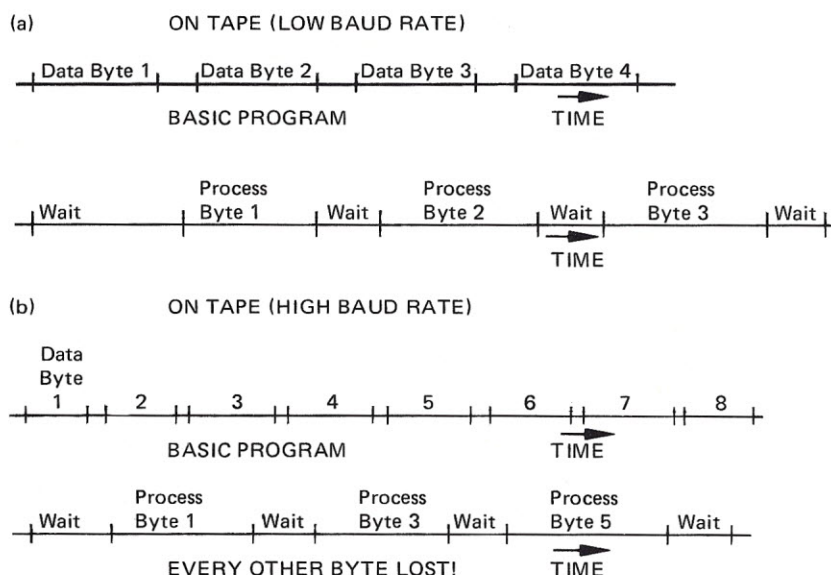 (a) ON TAPE (LOW BAUD RATE)
Data Byte 1 Data Byte 2 Data Byte 3 Data Byte 4
BASIC PROGRAM TIME
Process Process Process
Wait Byte 1 Wait Byte 2 Wait Byte 3 Wait
TIME
(b) ON TAPE (HIGH BAUD RATE)
Data
Byte
1 2 3 4 5 6 7 8
BASIC PROGRAM TIME
Process Process Process
Wait Byte 1 Wait Byte 3 Wait Byte 5 Wait
EVERY OTHER BYTE LOST! TIME